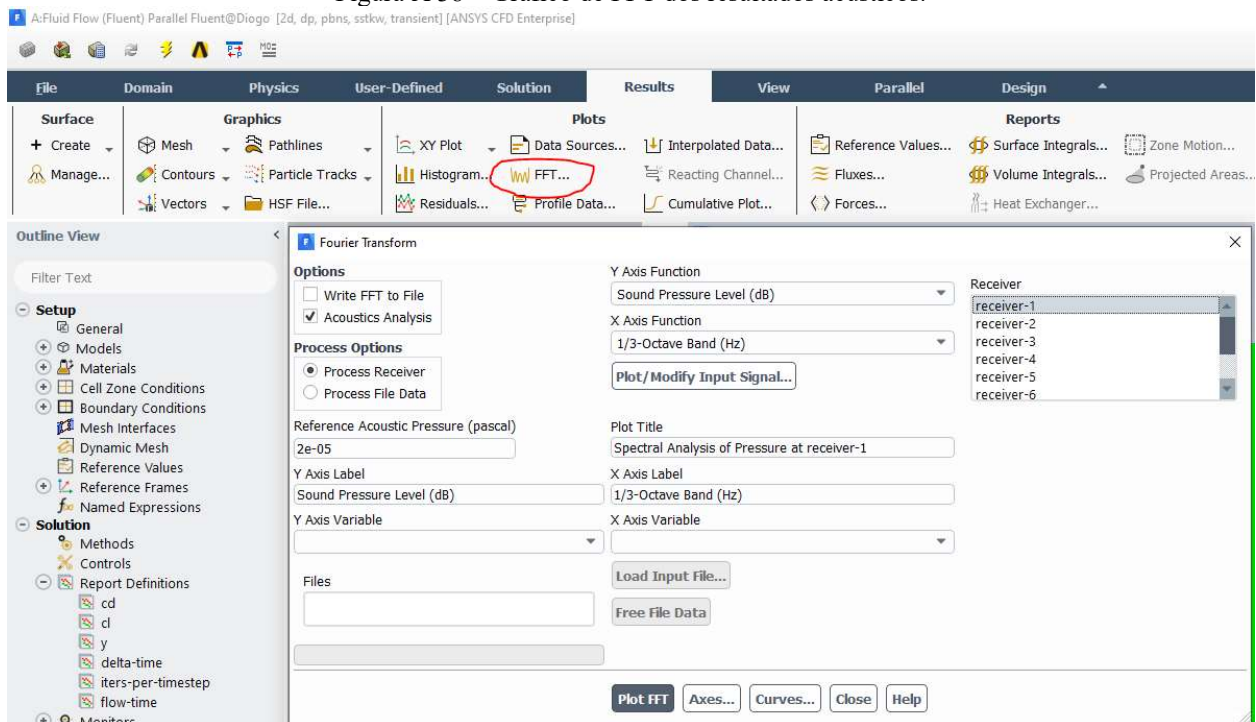 A:Fluid Flow (Fluent) Parallel Fluent@Diogo [2d, dp, pbns, sstkw, transient] [ANSYS CFD Enterprise]
File Domain Physics User-Defined Solution Results View Parallel Design
Surface Graphics Plots Reports
+ Create Mesh Pathlines XY Plot Data Sources... Interpolated Data... Reference Values... Surface Integrals... Zone Motion...
Manage... Contours Particle Tracks Histogram... FFT... Reacting Channel... Fluxes... Volume Integrals... Projected Areas...
Vectors HSF File... Residuals... Profile Data... Cumulative Plot... Forces... Heat Exchanger...
Outline View
Filter Text
Setup
General
Models
Materials
Cell Zone Conditions
Boundary Conditions
Mesh Interfaces
Dynamic Mesh
Reference Values
Reference Frames
Named Expressions
Solution
Methods
Controls
Report Definitions
cd
cl
y
delta-time
iters-per-timestep
flow-time
Monitors
Fourier Transform
Options
Write FFT to File
Acoustics Analysis
Process Options
Process Receiver
Process File Data
Reference Acoustic Pressure (pascal)
2e-05
Y Axis Label
Sound Pressure Level (dB)
Y Axis Variable
Files
Y Axis Function
Sound Pressure Level (dB)
X Axis Function
1/3-Octave Band (Hz)
Plot/Modify Input Signal...
Plot Title
Spectral Analysis of Pressure at receiver-1
X Axis Label
1/3-Octave Band (Hz)
X Axis Variable
Load Input File...
Free File Data
Receiver
receiver-1
receiver-2
receiver-3
receiver-4
receiver-5
receiver-6
Plot FFT Axes... Curves... Close Help